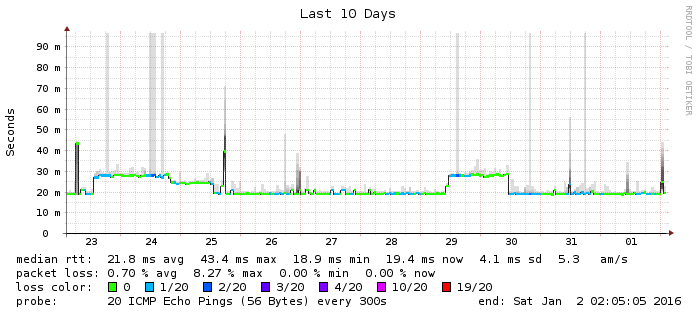 Last 10 Days
RRDTOOL / TOBI OETIKER
Seconds
90 m
80 m
70 m
60 m
50 m
40 m
30 m
20 m
10 m
0
23 24 25 26 27 28 29 30 31 01
median rtt: 21.8 ms avg 43.4 ms max 18.9 ms min 19.4 ms now 4.1 ms sd 5.3 am/s
packet loss: 0.70 % avg 8.27 % max 0.00 % min 0.00 % now
loss color: 0 1/20 2/20 3/20 4/20 10/20 19/20
probe: 20 ICMP Echo Pings (56 Bytes) every 300s end: Sat Jan 2 02:05:05 2016